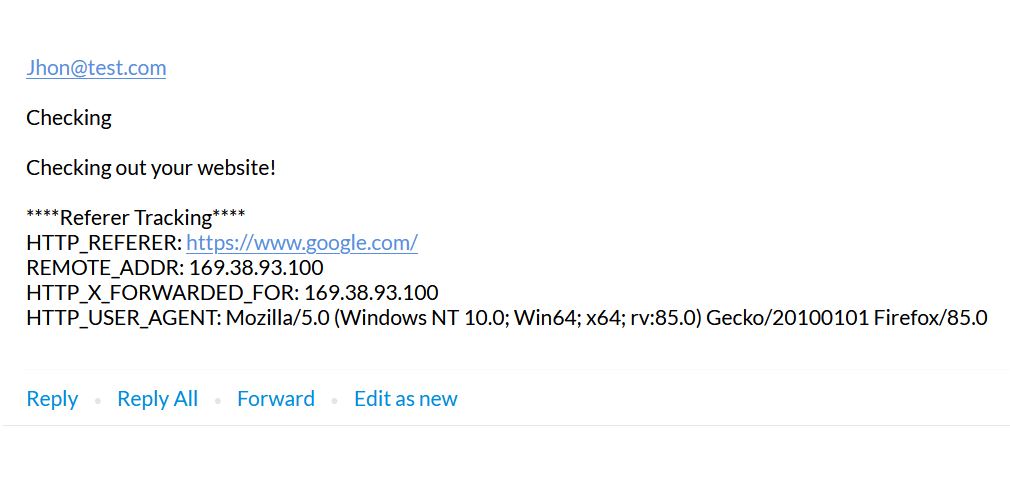 Jhon@test.com
Checking
Checking out your website!
****Referer Tracking****
HTTP_REFERER: https://www.google.com/
REMOTE_ADDR: 169.38.93.100
HTTP_X_FORWARDED_FOR: 169.38.93.100
HTTP_USER_AGENT: Mozilla/5.0 (Windows NT 10.0; Win64; x64; rv:85.0) Gecko/20100101 Firefox/85.0
Reply • Reply All • Forward • Edit as new